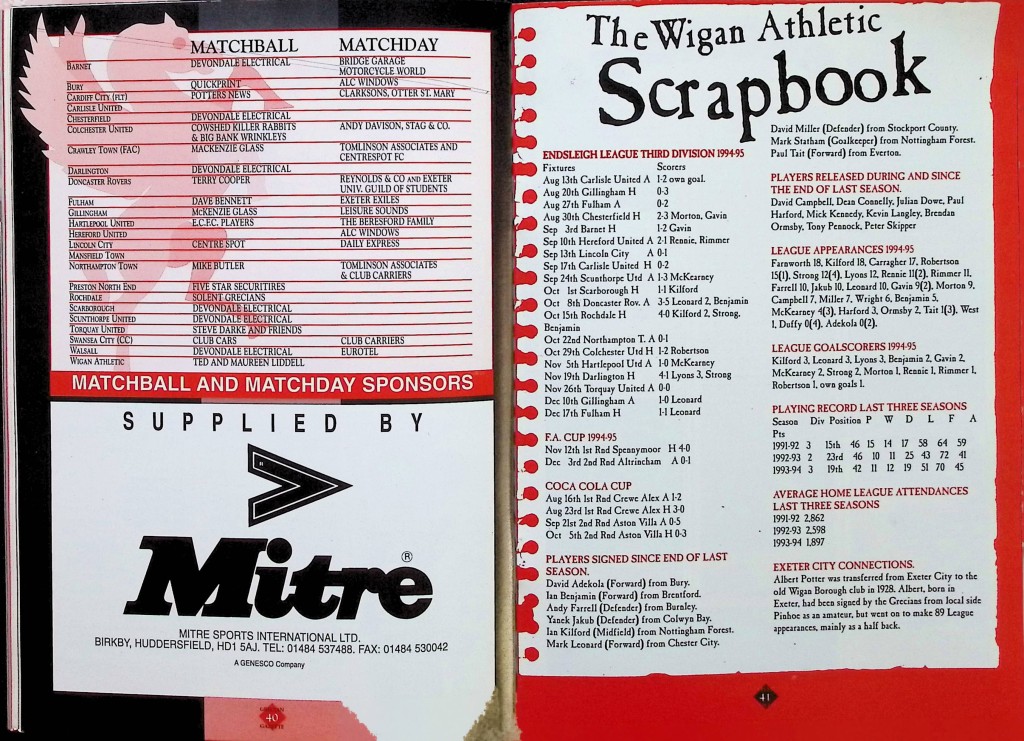 MATCHBALL MATCHDAY
BARNET DEVONDALE ELECTRICAL BRIDGE GARAGE
MOTORCYCLE WORLD
BURY QUICKPRINT ALC WINDOWS
CARDIFF CITY (FLT) POTTERS NEWS CLARKSONS, OTTER ST. MARY
CARLISLE UNITED
CHESTERFIELD DEVONDALE ELECTRICAL
COLCHESTER UNITED COWSHED KILLER RABBITS ANDY DAVISON, STAG & CO.
& BIG BANK WRINKLEYS
CRAWLEY TOWN (FAC) MACKENZIE GLASS TOMLINSON ASSOCIATES AND
CENTRESPOT FC
DARLINGTON DEVONDALE ELECTRICAL
DONCASTER ROVERS TERRY COOPER REYNOLDS & CO AND EXETER
UNIV. GUILD OF STUDENTS
FULHAM DAVE BENNETT EXETER EXILES
GILLINGHAM McKENZIE GLASS LEISURE SOUNDS
HARTLEPOOL UNITED E.C.F.C. PLAYERS THE BERESFORD FAMILY
HEREFORD UNITED ALC WINDOWS
LINCOLN CITY CENTRE SPOT DAILY EXPRESS
MANSFIELD TOWN
NORTHAMPTON TOWN MIKE BUTLER TOMLINSON ASSOCIATES
& CLUB CARRIERS
PRESTON NORTH END FIVE STAR SECURITIRES
ROCHDALE SOLENT GRECIANS
SCARBOROUGH DEVONDALE ELECTRICAL
SCUNTHORPE UNITED DEVONDALE ELECTRICAL
TORQUAY UNITED STEVE DARKE AND FRIENDS
SWANSEA CITY (CC) CLUB CARS CLUB CARRIERS
WALSALL DEVONDALE ELECTRICAL EUROTEL
WIGAN ATHLETIC TED AND MAUREEN LIDDELL
MATCHBALL AND MATCHDAY SPONSORS
SUPPLIED BY
Mitre®
MITRE SPORTS INTERNATIONAL LTD.
BIRKBY, HUDDERSFIELD, HD1 5AJ. TEL: 01484 537488. FAX: 01484 530042
A GENESCO Company
40
The Wigan Athletic
Scrapbook
ENDSLEIGH LEAGUE THIRD DIVISION 1994-95
Fixtures Scorers
Aug 13th Carlisle United A 1-2 own goal.
Aug 20th Gillingham H 0-3
Aug 27th Fulham A 0-2
Aug 30th Chesterfield H 2-3 Morton, Gavin
Sep 3rd Barnet H 1-2 Gavin
Sep 10th Hereford United A 2-1 Rennie, Rimmer
Sep 13th Lincoln City A 0-1
Sep 17th Carlisle United H 0-2
Sep 24th Scunthorpe Utd A 1-3 McKearney
Oct 1st Scarborough H 1-1 Kilford
Oct 8th Doncaster Rov. A 3-5 Leonard 2, Benjamin
Oct 15th Rochdale H 4-0 Kilford 2, Strong,
Benjamin
Oct 22nd Northampton T. A 0-1
Oct 29th Colchester Utd H 1-2 Robertson
Nov 5th Hartlepool Utd A 1-0 McKearney
Nov 19th Darlington H 4-1 Lyons 3, Strong
Nov 26th Torquay United A 0-0
Dec 10th Gillingham A 1-0 Leonard
Dec 17th Fulham H 1-1 Leonard
F.A. CUP 1994-95
Nov 12th 1st Rnd Spennymoor H 4-0
Dec 3rd 2nd Rnd Altrincham A 0-1
COCA COLA CUP
Aug 16th 1st Rnd Crewe Alex A 1-2
Aug 23rd 1st Rnd Crewe Alex H 3-0
Sep 21st 2nd Rnd Aston Villa A 0-5
Oct 5th 2nd Rnd Aston Villa H 0-3
PLAYERS SIGNED SINCE END OF LAST
SEASON.
David Adekola (Forward) from Bury.
Ian Benjamin (Forward) from Brentford.
Andy Farrell (Defender) from Burnley.
Yanek Jakub (Defender) from Colwyn Bay.
Ian Kilford (Midfield) from Nottingham Forest.
Mark Leonard (Forward) from Chester City.
David Miller (Defender) from Stockport County.
Mark Statham (Goalkeeper) from Nottingham Forest.
Paul Tait (Forward) from Everton.
PLAYERS RELEASED DURING AND SINCE
THE END OF LAST SEASON.
David Campbell, Dean Connelly, Julian Dowe, Paul
Harford, Mick Kennedy, Kevin Langley, Brendan
Ormsby, Tony Pennock, Peter Skipper
LEAGUE APPEARANCES 1994-95
Farnworth 18, Kilford 18, Carragher 17, Robertson
15(1), Strong 12(4), Lyons 12, Rennie 11(2), Rimmer 11,
Farrell 10, Jakub 10, Leonard 10, Gavin 9(2), Morton 9,
Campbell 7, Miller 7, Wright 6, Benjamin 5,
McKearney 4(3), Harford 3, Ormsby 2, Tait 1(3), West
1, Duffy 0(4), Adekola 0(2).
LEAGUE GOALSCORERS 1994-95
Kilford 3, Leonard 3, Lyons 3, Benjamin 2, Gavin 2,
McKearney 2, Strong 2, Morton 1, Rennie 1, Rimmer 1,
Robertson 1, own goals 1.
PLAYING RECORD LAST THREE SEASONS
Season Div Position P W D L F A
Pts
1991-92 3 15th 46 15 14 17 58 64 59
1992-93 2 23rd 46 10 11 25 43 72 41
1993-94 3 19th 42 11 12 19 51 70 45
AVERAGE HOME LEAGUE ATTENDANCES
LAST THREE SEASONS
1991-92 2,862
1992-93 2,598
1993-94 1,897
EXETER CITY CONNECTIONS.
Albert Potter was transferred from Exeter City to the
old Wigan Borough club in 1928. Albert, born in
Exeter, had been signed by the Grecians from local side
Pinhoe as an amateur, but went on to make 89 League
appearances, mainly as a half back.
41